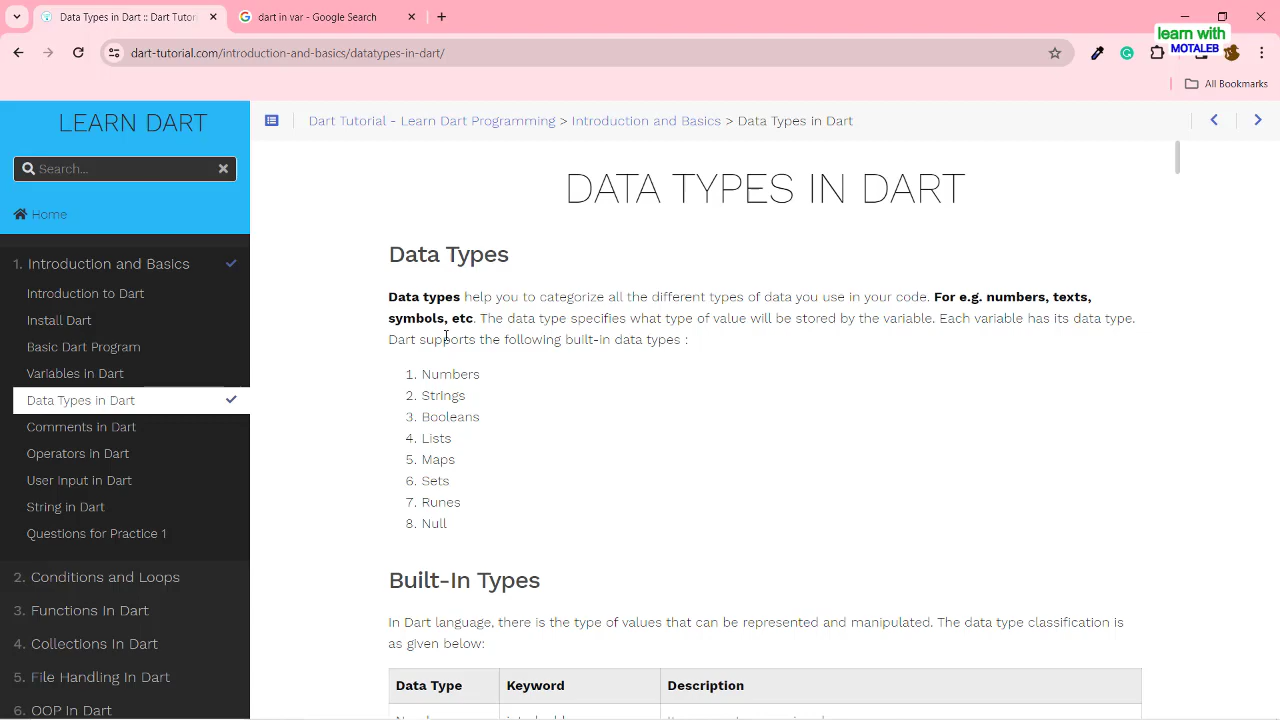 Data Types in Dart :: Dart Tutor
dart in var - Google Search
learn with
MOTALEB
dart-tutorial.com/introduction-and-basics/datatypes-in-dart/
All Bookmarks
LEARN DART
Dart Tutorial - Learn Dart Programming > Introduction and Basics > Data Types in Dart
Search...
Home
1. Introduction and Basics
Introduction to Dart
Install Dart
Basic Dart Program
Variables in Dart
Data Types in Dart
Comments in Dart
Operators in Dart
User Input in Dart
String in Dart
Questions for Practice 1
2. Conditions and Loops
3. Functions In Dart
4. Collections In Dart
5. File Handling In Dart
6. OOP In Dart
DATA TYPES IN DART
Data Types
Data types help you to categorize all the different types of data you use in your code. For e.g. numbers, texts,
symbols, etc. The data type specifies what type of value will be stored by the variable. Each variable has its data type.
Dart supports the following built-in data types :
1. Numbers
2. Strings
3. Booleans
4. Lists
5. Maps
6. Sets
7. Runes
8. Null
Built-In Types
In Dart language, there is the type of values that can be represented and manipulated. The data type classification is
as given below:
Data Type Keyword Description